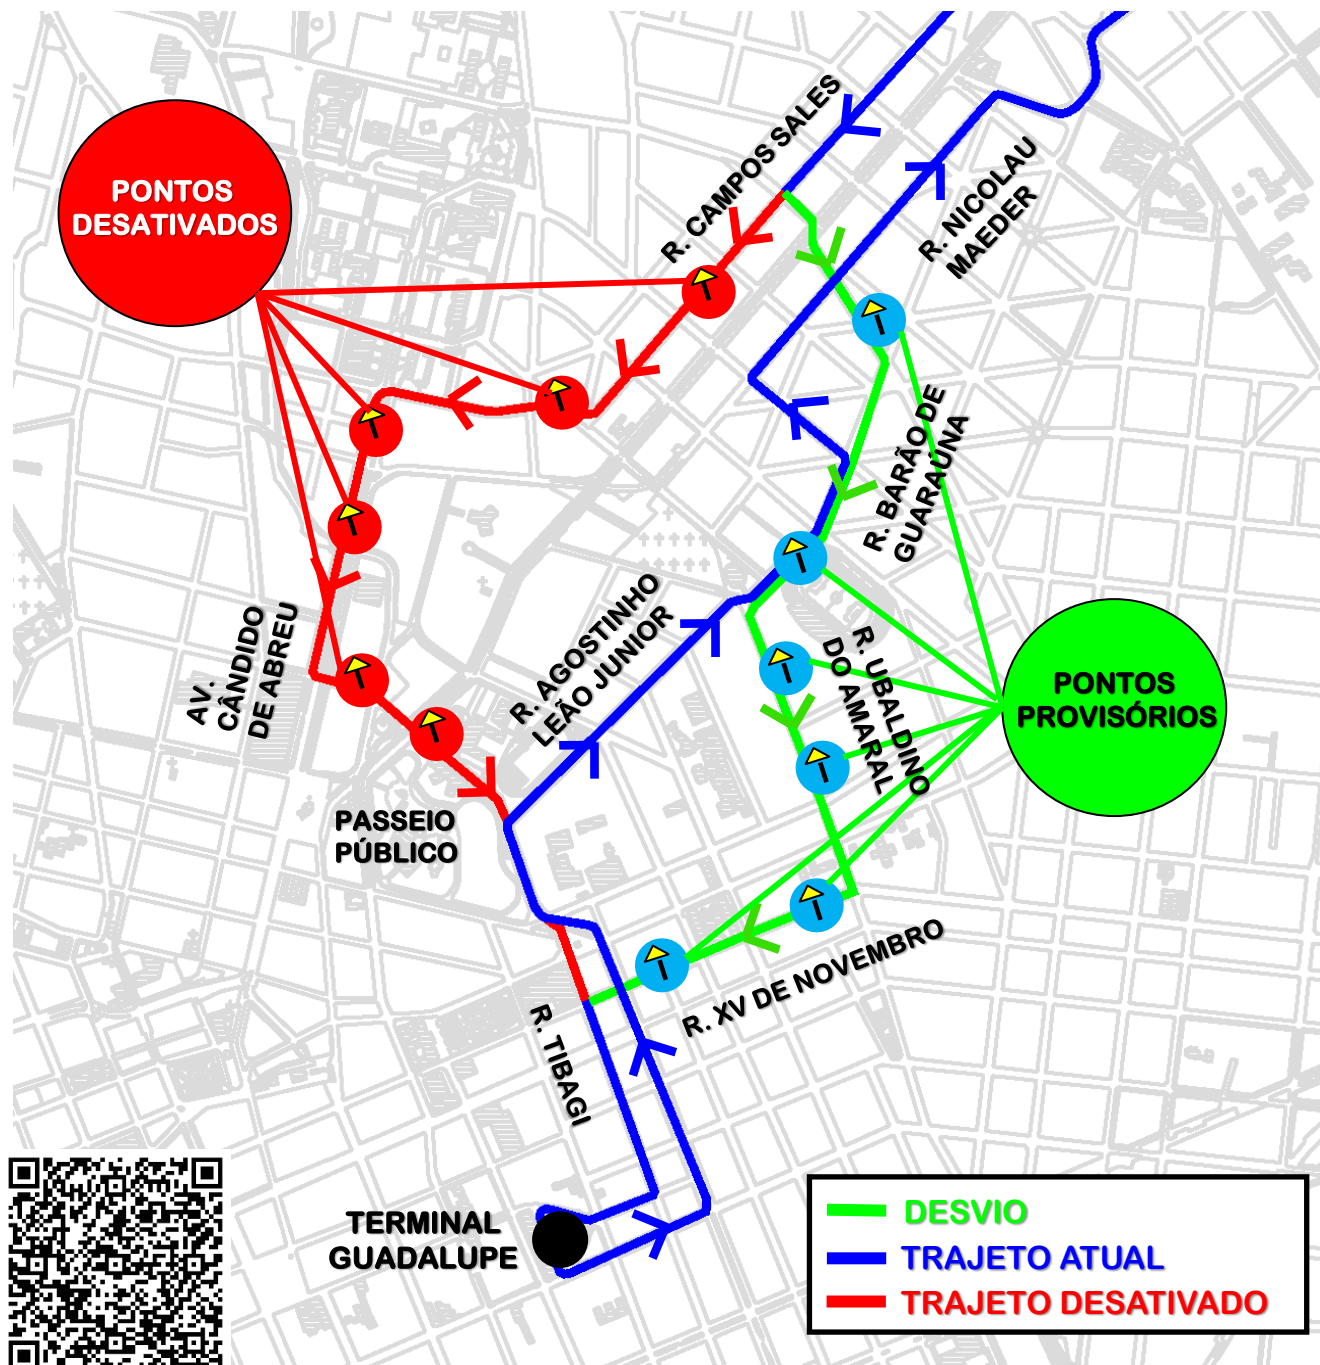 PONTOS
DESATIVADOS
R. CAMPOS SALES
R. NICOLAU
MAEDER
R. BARÃO DE
GUARAÚNA
AV.
CÂNDIDO
DE ABREU
R. AGOSTINHO
LEÃO JUNIOR
R. UBALDINO
DO AMARAL
PONTOS
PROVISÓRIOS
PASSEIO
PÚBLICO
R. XV DE NOVEMBRO
R. TIBAGI
TERMINAL
GUADALUPE
DESVIO
TRAJETO ATUAL
TRAJETO DESATIVADO